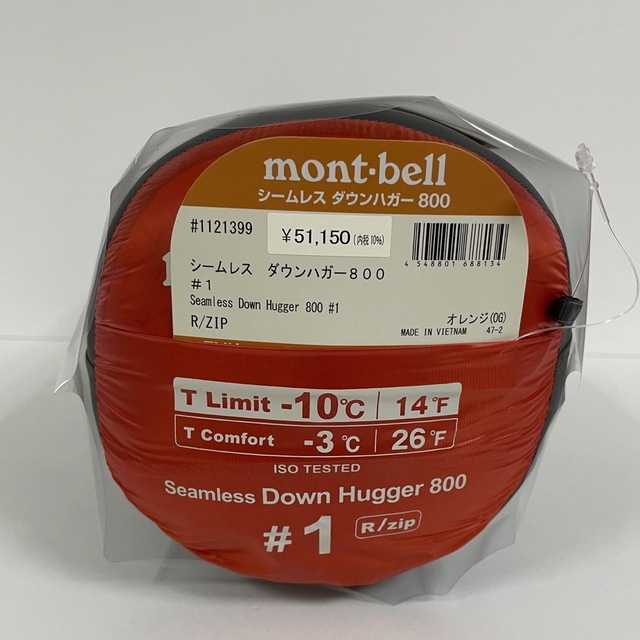 mont·bell
シームレス ダウンハガー 800
#1121399
¥51,150(内税10%)
4 548801 688134
シームレス ダウンハガー800
#1
Seamless Down Hugger 800 #1
R/ZIP
オレンジ(OG)
MADE IN VIETNAM 47-2
T Limit -10℃ 14°F
T Comfort -3℃ 26°F
ISO TESTED
Seamless Down Hugger 800
#1 R/zip